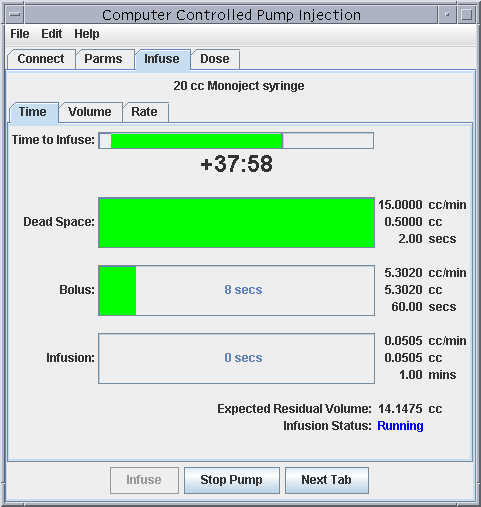 Computer Controlled Pump Injection
File Edit Help
Connect Parms Infuse Dose
20 cc Monoject syringe
Time Volume Rate
Time to Infuse:
+37:58
Dead Space:
15.0000 cc/min
0.5000 cc
2.00 secs
Bolus:
8 secs
5.3020 cc/min
5.3020 cc
60.00 secs
Infusion:
0 secs
0.0505 cc/min
0.0505 cc
1.00 mins
Expected Residual Volume: 14.1475 cc
Infusion Status: Running
Infuse Stop Pump Next Tab